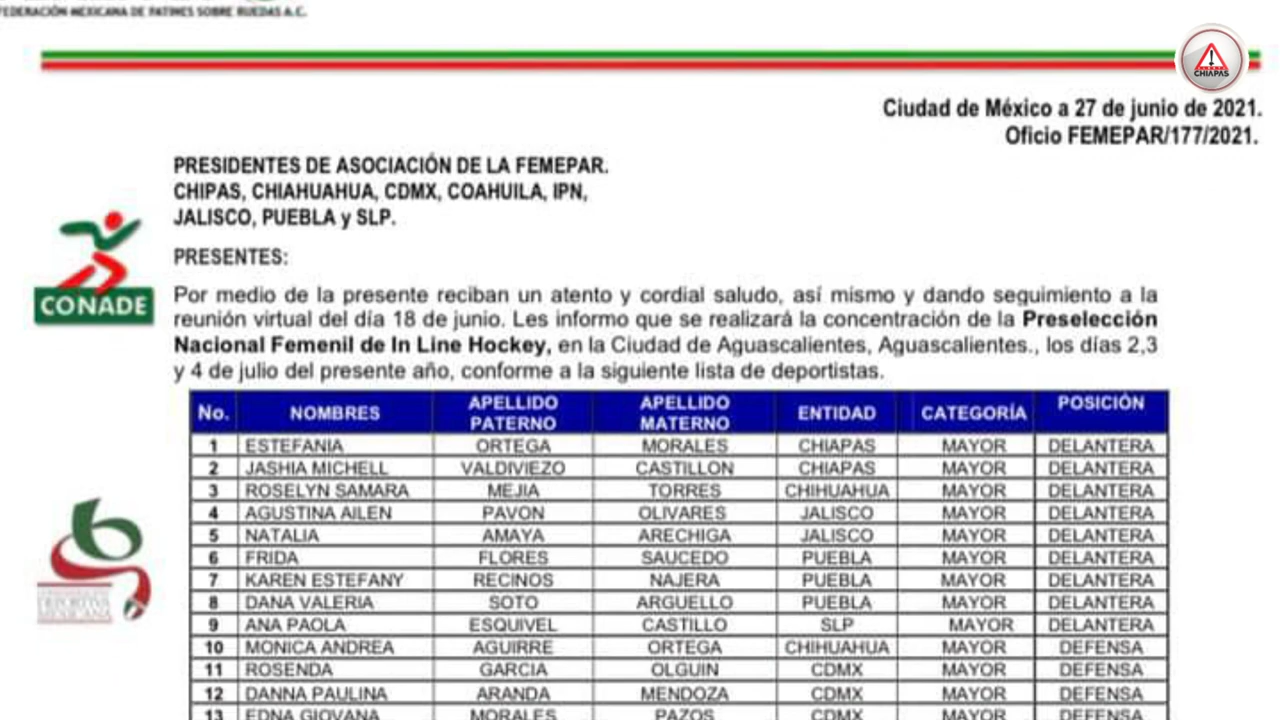 FEDERACIÓN MEXICANA DE PATINES SOBRE RUEDAS A.C.
CHIAPAS
Ciudad de México a 27 de junio de 2021.
Oficio FEMEPAR/177/2021.
PRESIDENTES DE ASOCIACIÓN DE LA FEMEPAR.
CHIPAS, CHIAHUAHUA, CDMX, COAHUILA, IPN,
JALISCO, PUEBLA y SLP.
PRESENTES:
CONADE
Por medio de la presente reciban un atento y cordial saludo, así mismo y dando seguimiento a la
reunión virtual del día 18 de junio. Les informo que se realizará la concentración de la Preselección
Nacional Femenil de In Line Hockey, en la Ciudad de Aguascalientes, Aguascalientes., los días 2,3
y 4 de julio del presente año, conforme a la siguiente lista de deportistas.
No. NOMBRES APELLIDO PATERNO APELLIDO MATERNO ENTIDAD CATEGORÍA POSICIÓN
1 ESTEFANIA ORTEGA MORALES CHIAPAS MAYOR DELANTERA
2 JASHIA MICHELL VALDIVIEZO CASTILLON CHIAPAS MAYOR DELANTERA
3 ROSELYN SAMARA MEJIA TORRES CHIHUAHUA MAYOR DELANTERA
4 AGUSTINA AILEN PAVON OLIVARES JALISCO MAYOR DELANTERA
5 NATALIA AMAYA ARECHIGA JALISCO MAYOR DELANTERA
6 FRIDA FLORES SAUCEDO PUEBLA MAYOR DELANTERA
7 KAREN ESTEFANY RECINOS NAJERA PUEBLA MAYOR DELANTERA
8 DANA VALERIA SOTO ARGUELLO PUEBLA MAYOR DELANTERA
9 ANA PAOLA ESQUIVEL CASTILLO SLP MAYOR DELANTERA
10 MONICA ANDREA AGUIRRE ORTEGA CHIHUAHUA MAYOR DEFENSA
11 ROSENDA GARCIA OLGUIN CDMX MAYOR DEFENSA
12 DANNA PAULINA ARANDA MENDOZA CDMX MAYOR DEFENSA
13 EDNA GIOVANA MORALES PAZOS CDMX MAYOR DEFENSA